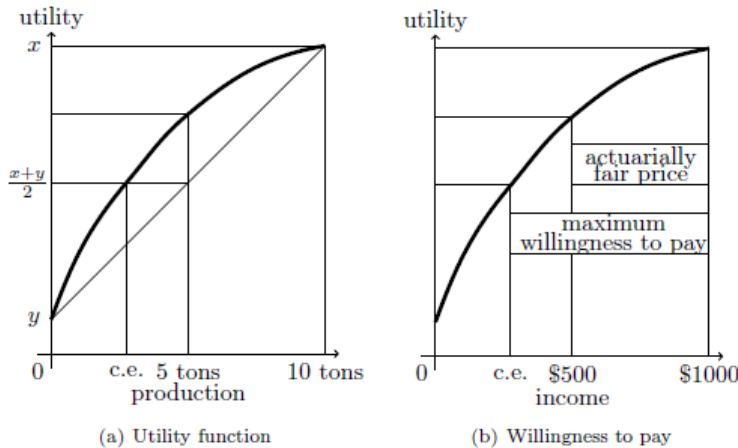 utility
x
x+y
2
y
0
c.e.
5 tons
10 tons
production
(a) Utility function
utility
actuarially
fair price
maximum
willingness to pay
0
c.e.
$500
$1000
income
(b) Willingness to pay